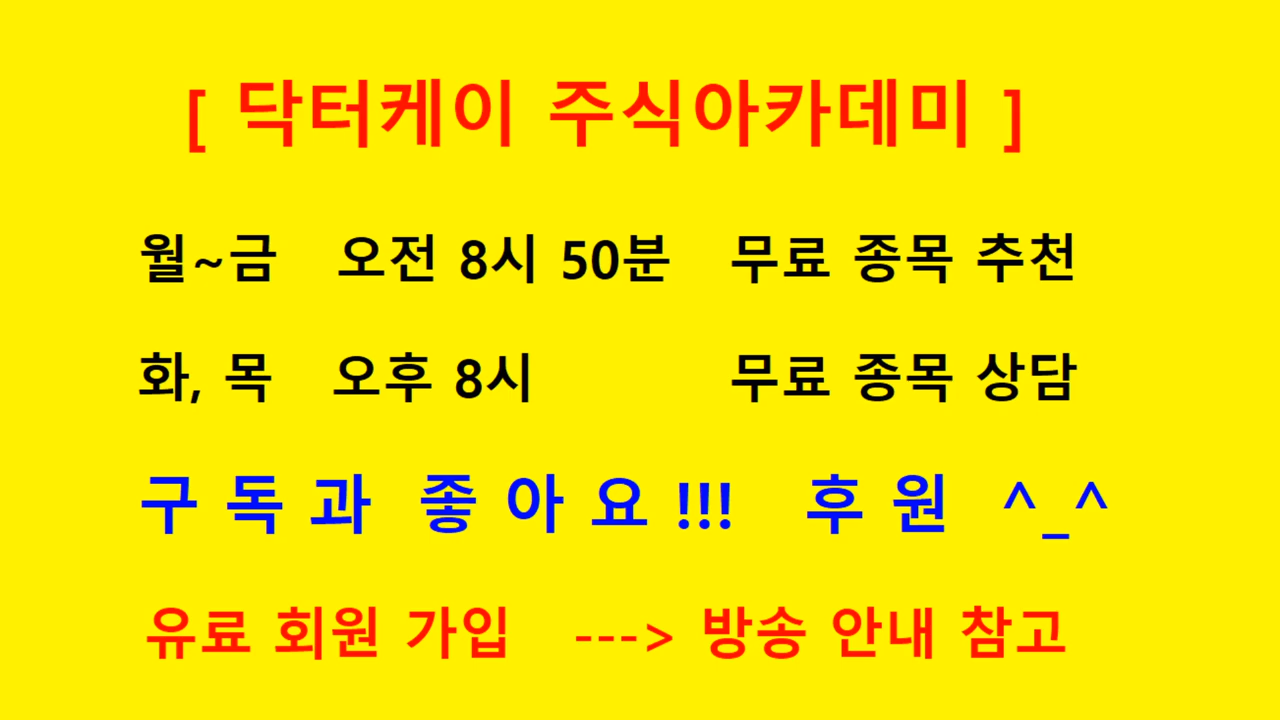 [ 닥터케이 주식아카데미 ]
월~금 오전 8시 50분 무료 종목 추천
화, 목 오후 8시 무료 종목 상담
구 독 과 좋 아 요 !!! 후 원 ^_^
유료 회원 가입 ---> 방송 안내 참고